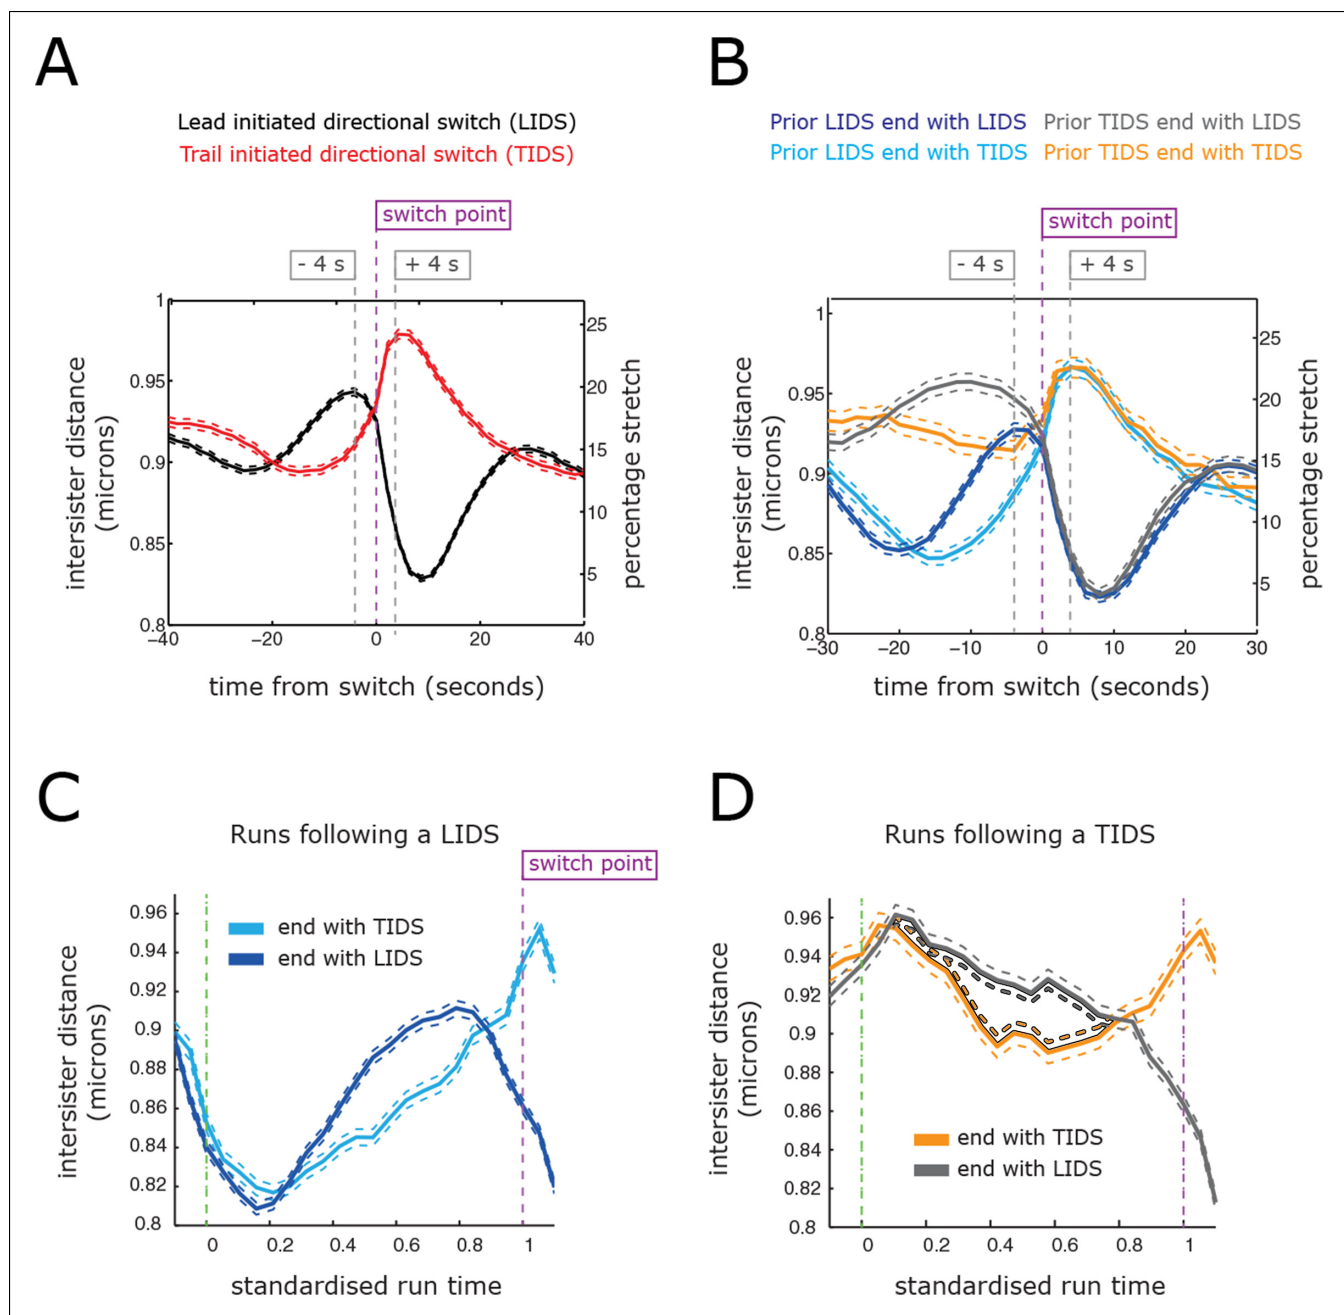 A
Lead initiated directional switch (LIDS)
Trail initiated directional switch (TIDS)
switch point
- 4 s
+ 4 s
1
0.95
0.9
0.85
0.8
25
20
15
10
5
−40
−20
0
20
40
intersister distance
(microns)
percentage stretch
time from switch (seconds)
B
Prior LIDS end with LIDS
Prior TIDS end with LIDS
Prior LIDS end with TIDS
Prior TIDS end with TIDS
switch point
- 4 s
+ 4 s
1
0.95
0.9
0.85
0.8
25
20
15
10
5
−30
−20
−10
0
10
20
30
intersister distance
(microns)
percentage stretch
time from switch (seconds)
C
Runs following a LIDS
switch point
end with TIDS
end with LIDS
0.96
0.94
0.92
0.9
0.88
0.86
0.84
0.82
0.8
0
0.2
0.4
0.6
0.8
1
intersister distance
(microns)
standardised run time
D
Runs following a TIDS
0.96
0.94
0.92
0.9
0.88
0.86
0.84
0.82
0.8
end with TIDS
end with LIDS
0
0.2
0.4
0.6
0.8
1
intersister distance
(microns)
standardised run time